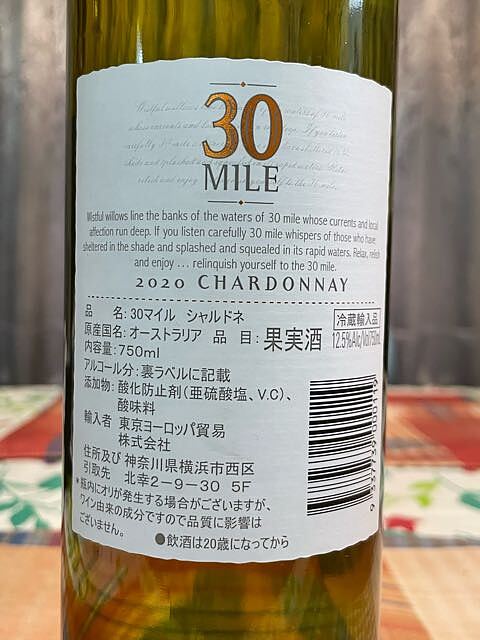 30
MILE
Wistful willows line the banks of the waters of 30 mile whose currents and local
affection run deep. If you listen carefully 30 mile whispers of those who have
sheltered in the shade and splashed and squealed in its rapid waters. Relax, relish
and enjoy ... relinquish yourself to the 30 mile.
2020 CHARDONNAY
品 名:30マイル シャルドネ
冷蔵輸入品
原産国名:オーストラリア 品 目:果実酒
12.5%Alc/Vol750mL
内容量:750ml
アルコール分:裏ラベルに記載
添加物:酸化防止剤(亜硫酸塩、V.C)、
酸味料
輸入者 東京ヨーロッパ貿易
株式会社
住所及び 神奈川県横浜市西区
引取先 北幸2-9-30 5F
*瓶内にオリが発生する場合がございますが、
ワイン由来の成分ですので品質に影響は
ございません。
●飲酒は20歳になってから